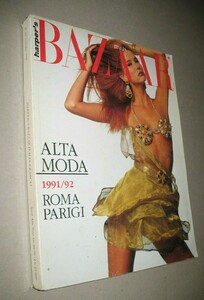 harper's
BAZAAR
ALTA
MODA
1991/92
ROMA
PARIGI